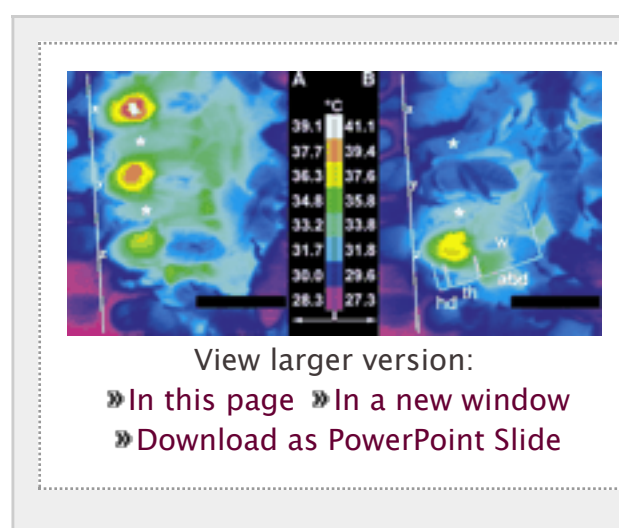 A B
°C
39.1 41.1
37.7 39.4
36.3 37.6
34.8 35.8
33.2 33.8
31.7 31.8
30.0 29.6
28.3 27.3
x
y
z
x
y
w
abd
th
hd
View larger version:
In this page In a new window
Download as PowerPoint Slide